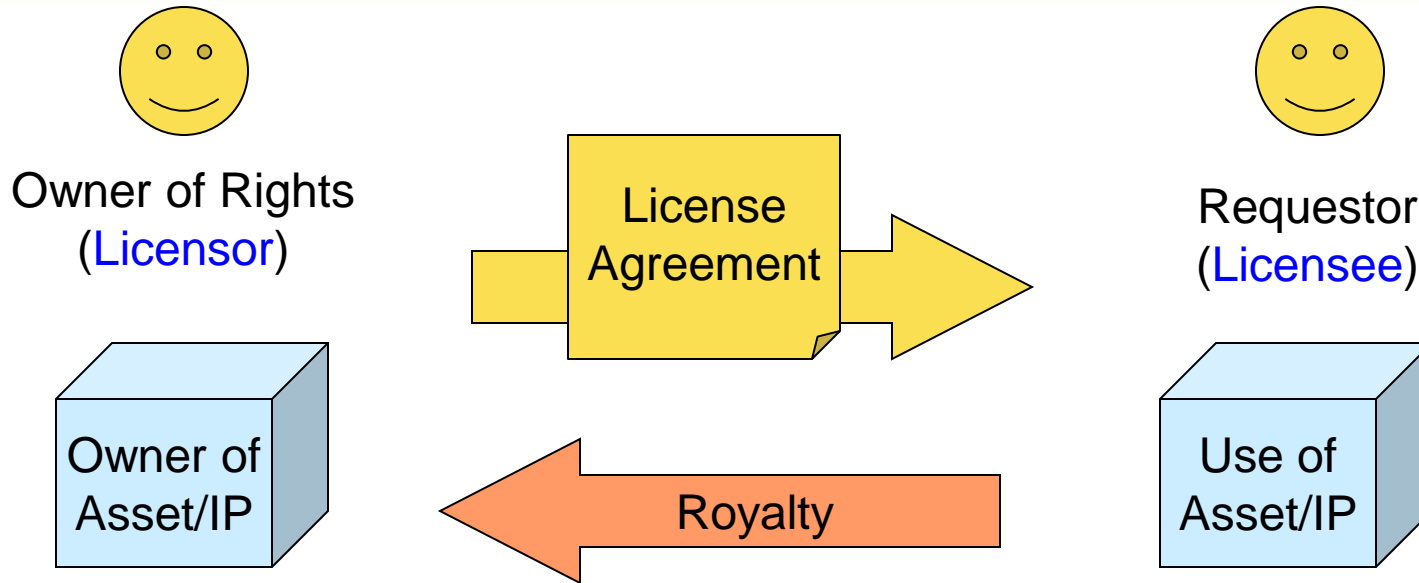 Owner of Rights
(Licensor)
License
Agreement
Requestor
(Licensee)
Owner of
Asset/IP
Royalty
Use of
Asset/IP